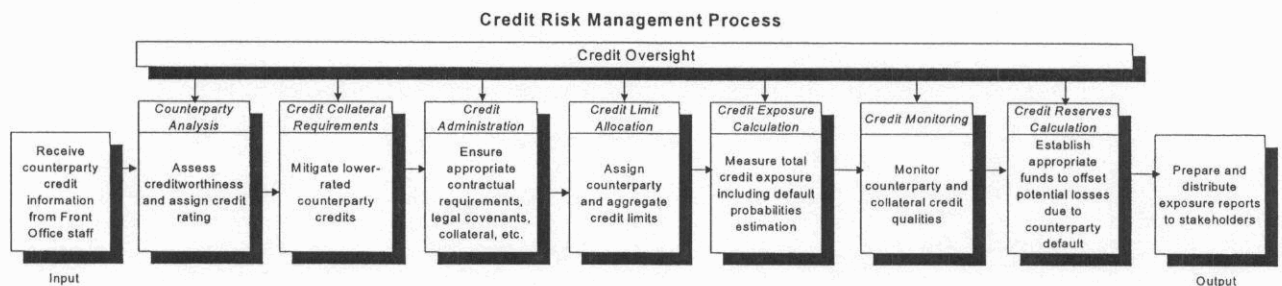 Credit Risk Management Process
Credit Oversight
Receive
counterparty
credit
information
from Front
Office staff
Input
Counterparty
Analysis
Assess
creditworthiness
and assign credit
rating
Credit Collateral
Requirements
Mitigate lower-
rated
counterparty
credits
Credit
Administration
Ensure
appropriate
contractual
requirements,
legal covenants,
collateral, etc.
Credit Limit
Allocation
Assign
counterparty
and aggregate
credit limits
Credit Exposure
Calculation
Measure total
credit exposure
including default
probabilities
estimation
Credit Monitoring
Monitor
counterparty and
collateral credit
qualities
Credit Reserves
Calculation
Establish
appropriate
funds to offset
potential losses
due to
counterparty
default
Prepare and
distribute
exposure reports
to stakeholders
Output